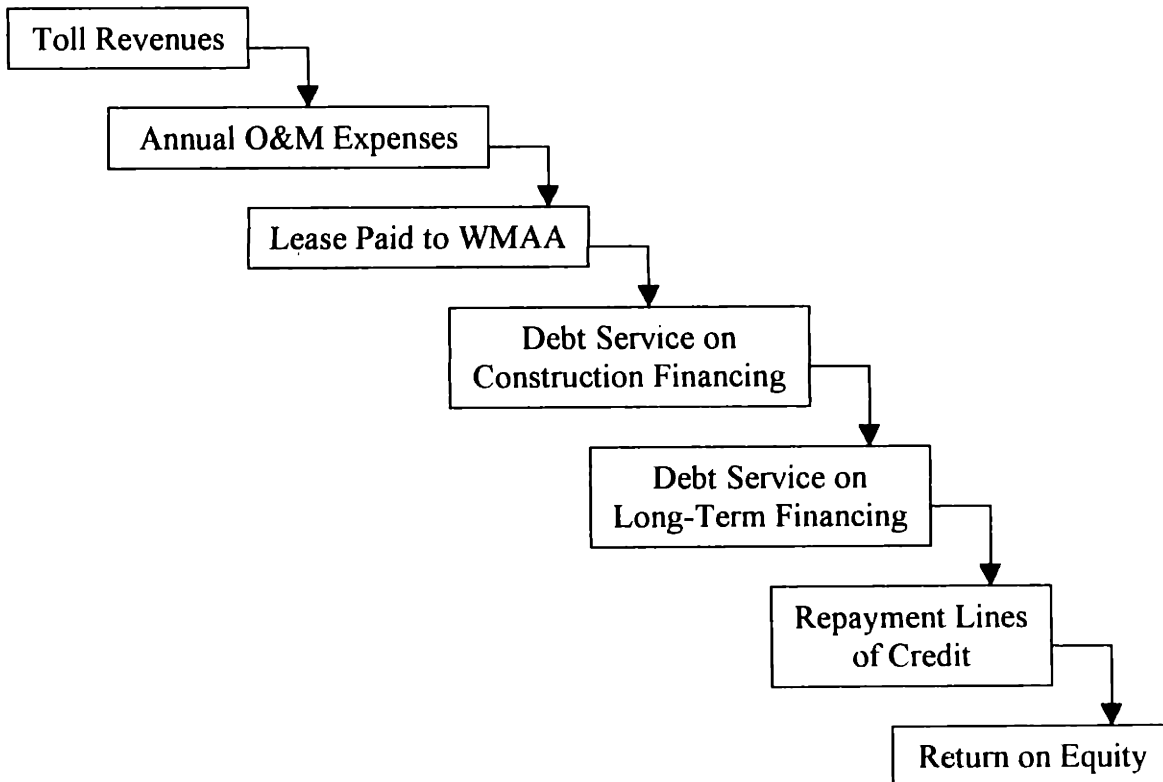 Toll Revenues
Annual O&M Expenses
Lease Paid to WMAA
Debt Service on
Construction Financing
Debt Service on
Long-Term Financing
Repayment Lines
of Credit
Return on Equity